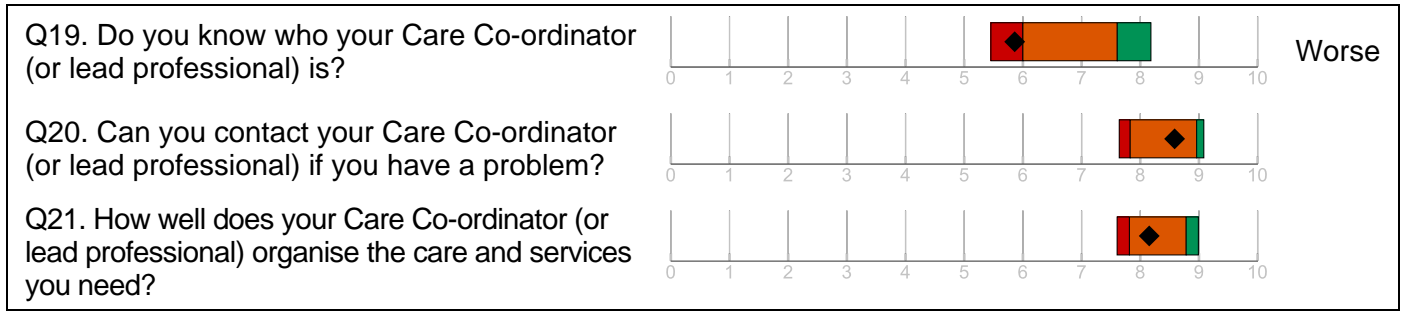 Q19. Do you know who your Care Co-ordinator
(or lead professional) is?
0 1 2 3 4 5 6 7 8 9 10
Worse
Q20. Can you contact your Care Co-ordinator
(or lead professional) if you have a problem?
0 1 2 3 4 5 6 7 8 9 10
Q21. How well does your Care Co-ordinator (or
lead professional) organise the care and services
you need?
0 1 2 3 4 5 6 7 8 9 10